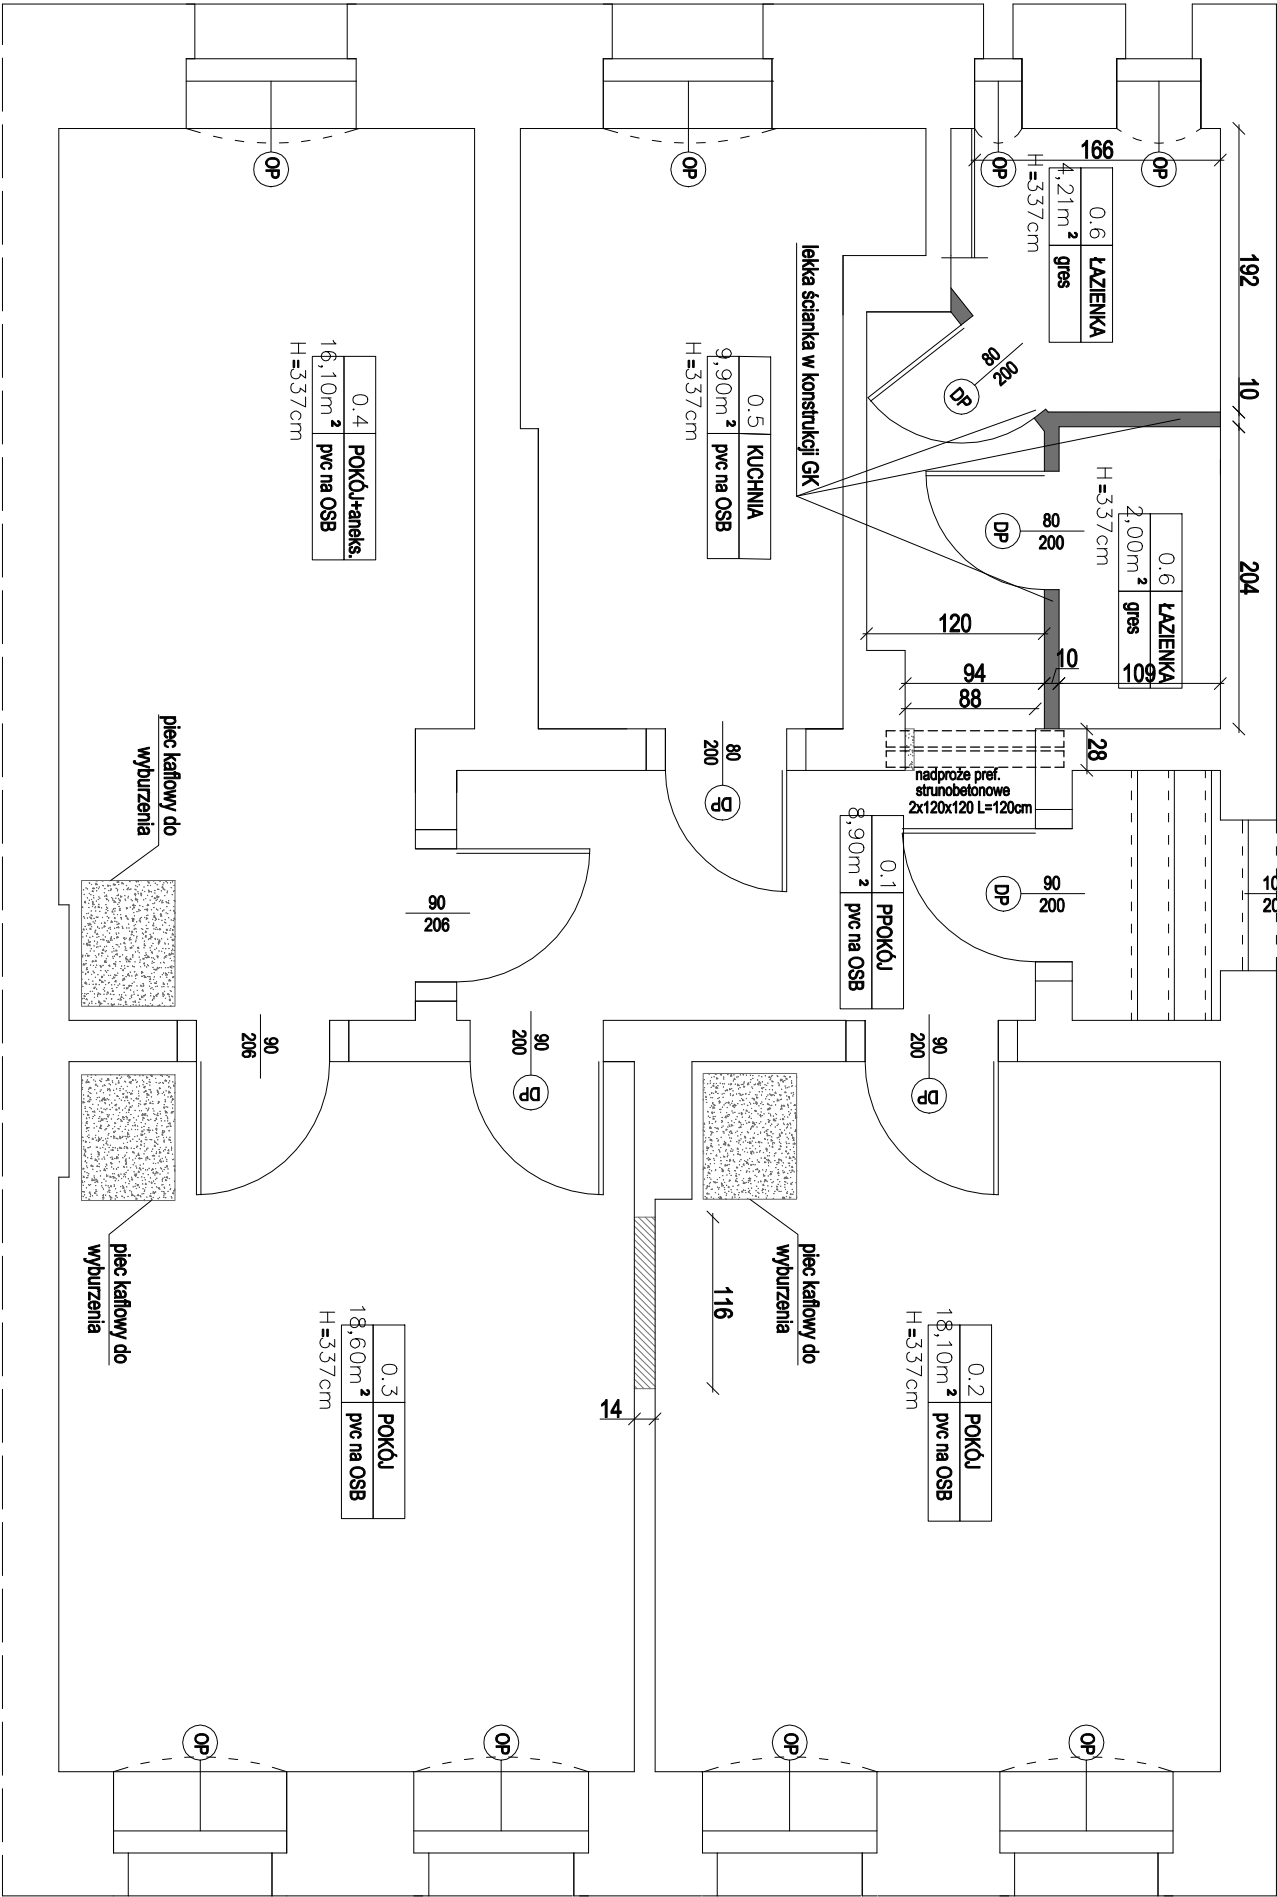 OP
OP
OP
OP
166
0.6 ŁAZIENKA
4,21m² gres
H=337cm
192
10
204
lekka ścianka w konstrukcji GK
80
200
DP
0.4 POKÓJ+aneks.
16,10m² pvc na OSB
H=337cm
0.5 KUCHNIA
9,90m² pvc na OSB
H=337cm
80
200
DP
0.6 ŁAZIENKA
2,00m² gres
H=337cm
120
94
88
10
109
28
nadproże pref.
strunobetonowe
2x120x120 L=120cm
piec kaflowy do
wyburzenia
80
200
DP
0.1 PPOKÓJ
8,90m² pvc na OSB
90
200
DP
90
206
90
206
90
200
DP
90
200
DP
piec kaflowy do
wyburzenia
116
piec kaflowy do
wyburzenia
14
0.3 POKÓJ
18,60m² pvc na OSB
H=337cm
0.2 POKÓJ
18,10m² pvc na OSB
H=337cm
OP
OP
OP
OP